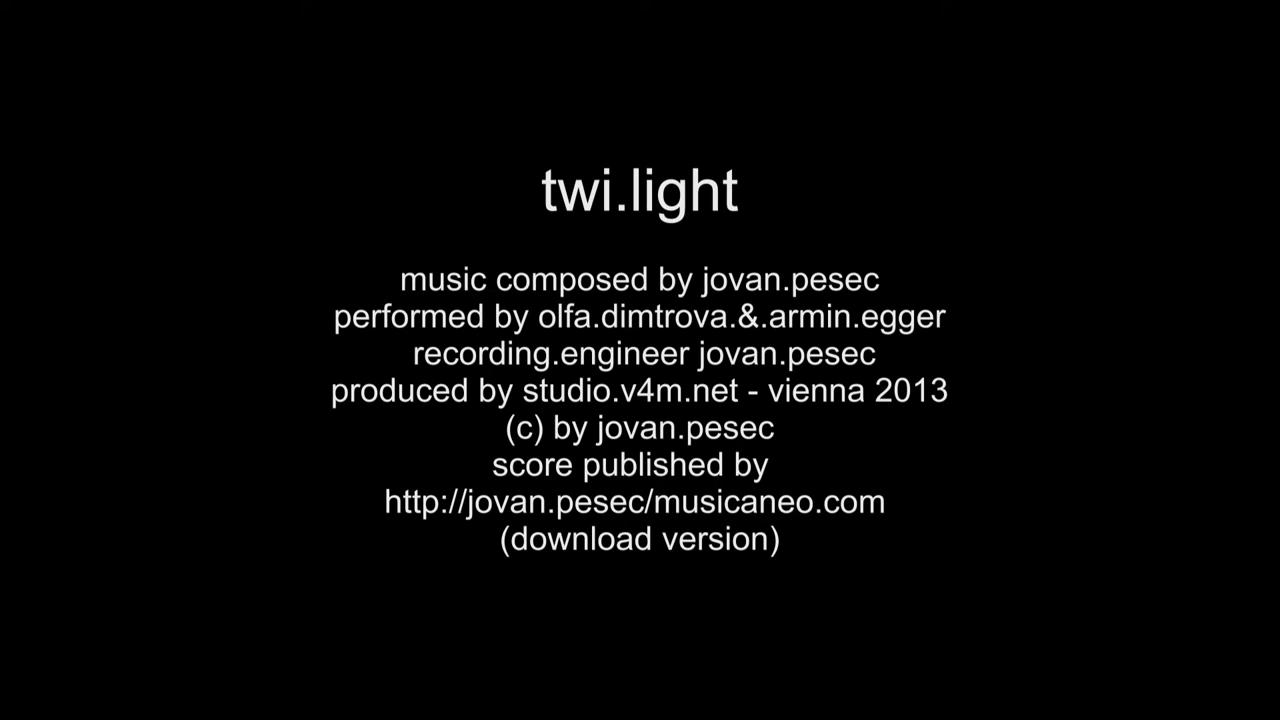 twi.light
music composed by jovan.pesec
performed by olfa.dimtrova.&.armin.egger
recording.engineer jovan.pesec
produced by studio.v4m.net - vienna 2013
(c) by jovan.pesec
score published by
http://jovan.pesec/musicaneo.com
(download version)